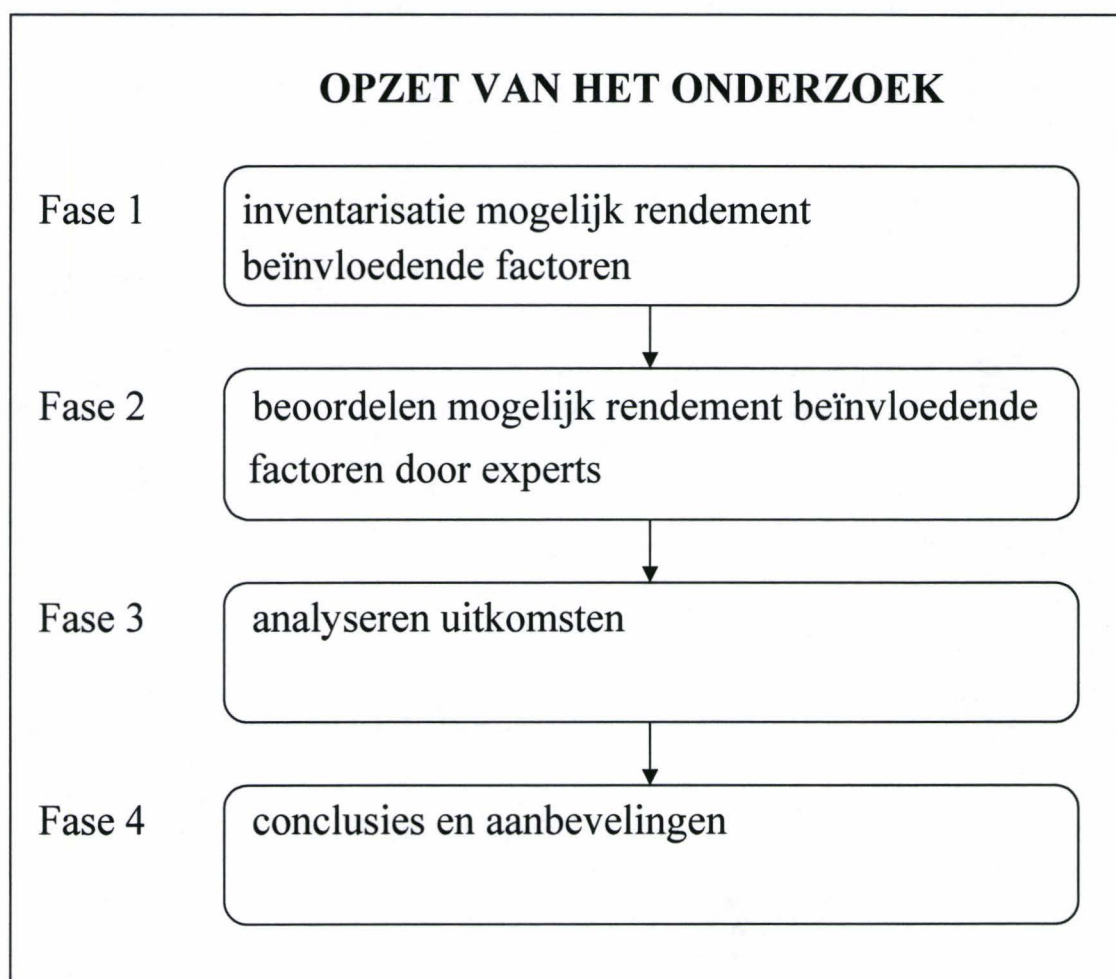 OPZET VAN HET ONDERZOEK
Fase 1
inventarisatie mogelijk rendement
beïnvloedende factoren
Fase 2
beoordelen mogelijk rendement beïnvloedende
factoren door experts
Fase 3
analyseren uitkomsten
Fase 4
conclusies en aanbevelingen